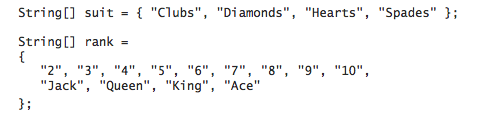 String[] suit = { "Clubs", "Diamonds", "Hearts", "Spades" };
String[] rank =
{
"2", "3", "4", "5", "6", "7", "8", "9", "10",
"Jack", "Queen", "King", "Ace"
};